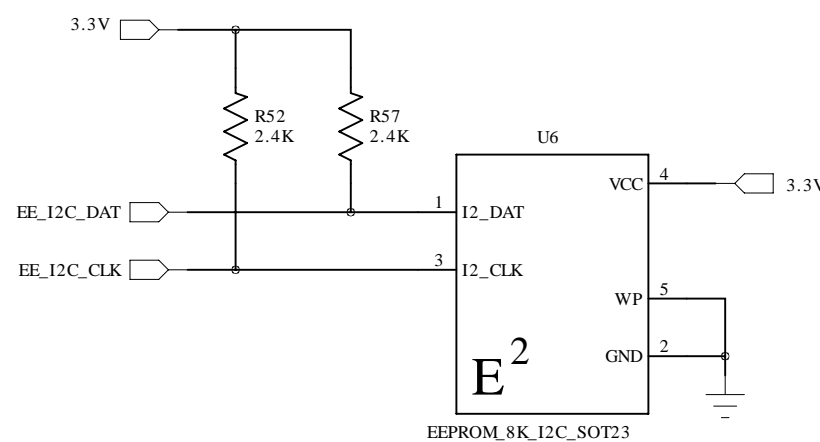 3.3V
R52
2.4K
R57
2.4K
U6
VCC
4
3.3V
EE_I2C_DAT
1
I2_DAT
EE_I2C_CLK
3
I2_CLK
WP
5
GND
2
E2
EEPROM_8K_I2C_SOT23